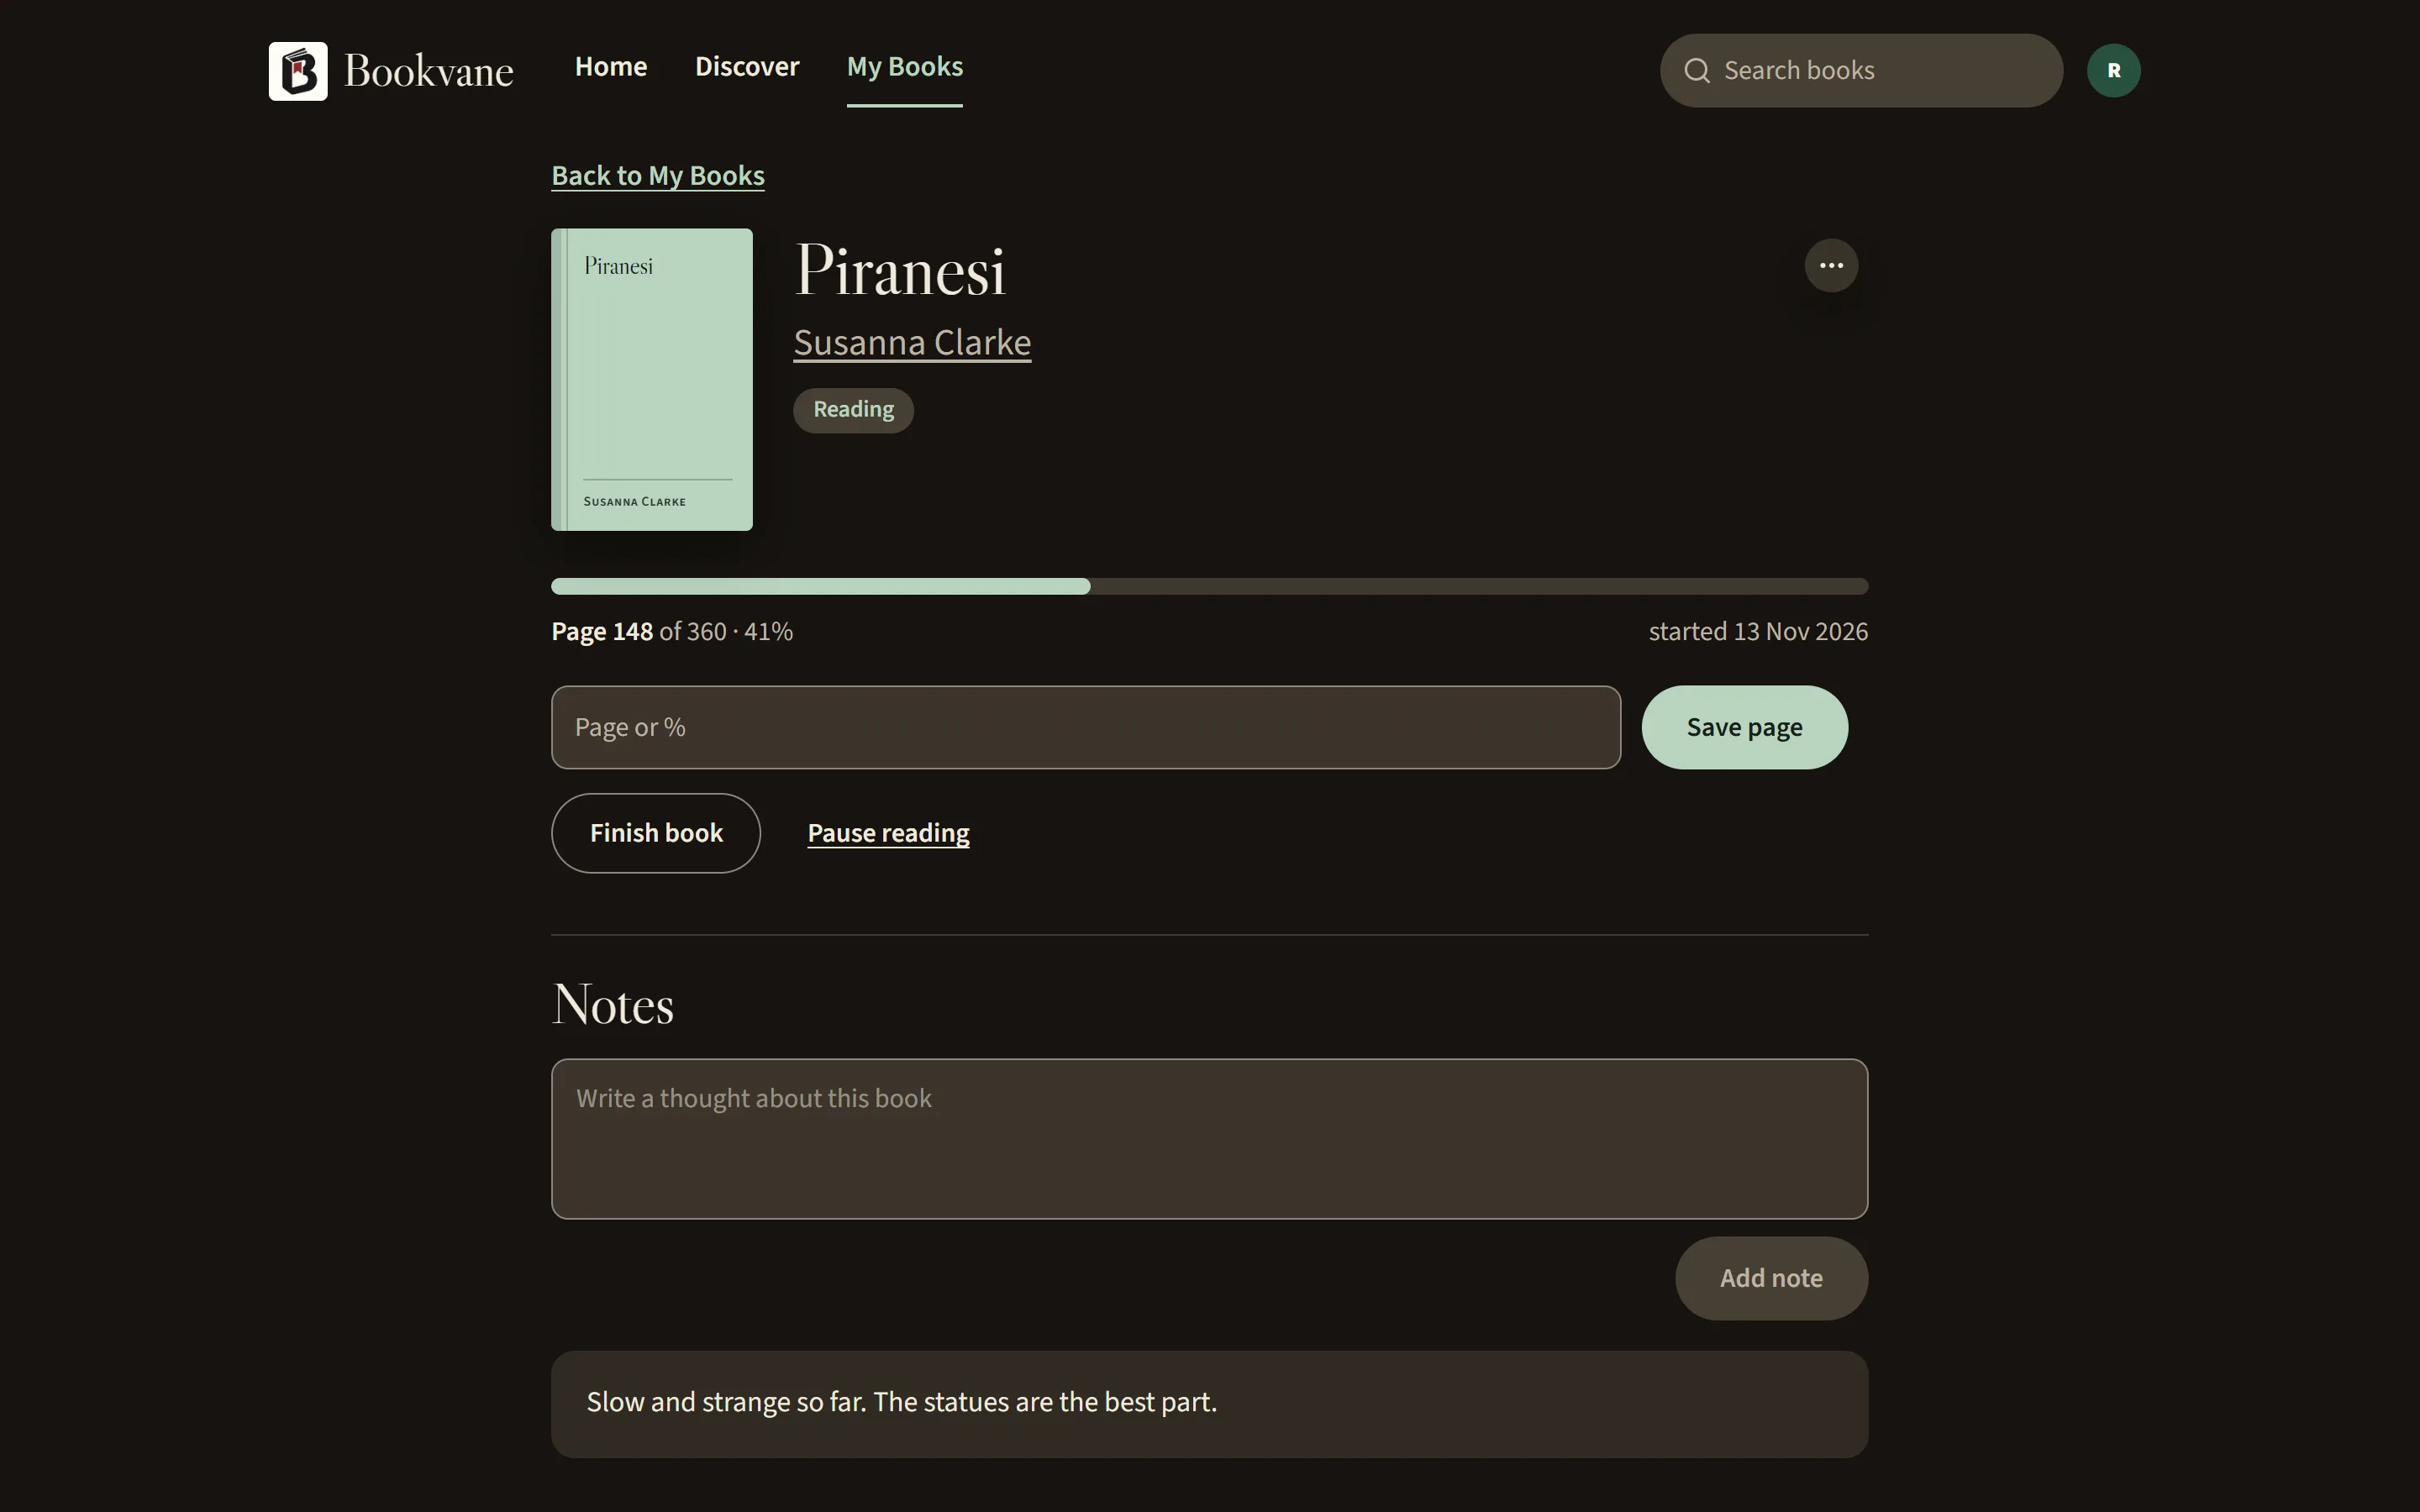 Bookvane
Home Discover My Books
Search books
R
Back to My Books
Piranesi
Susanna Clarke
Piranesi
Susanna Clarke
Reading
Page 148 of 360 · 41%
started 13 Nov 2026
Page or %
Save page
Finish book
Pause reading
Notes
Write a thought about this book
Add note
Slow and strange so far. The statues are the best part.